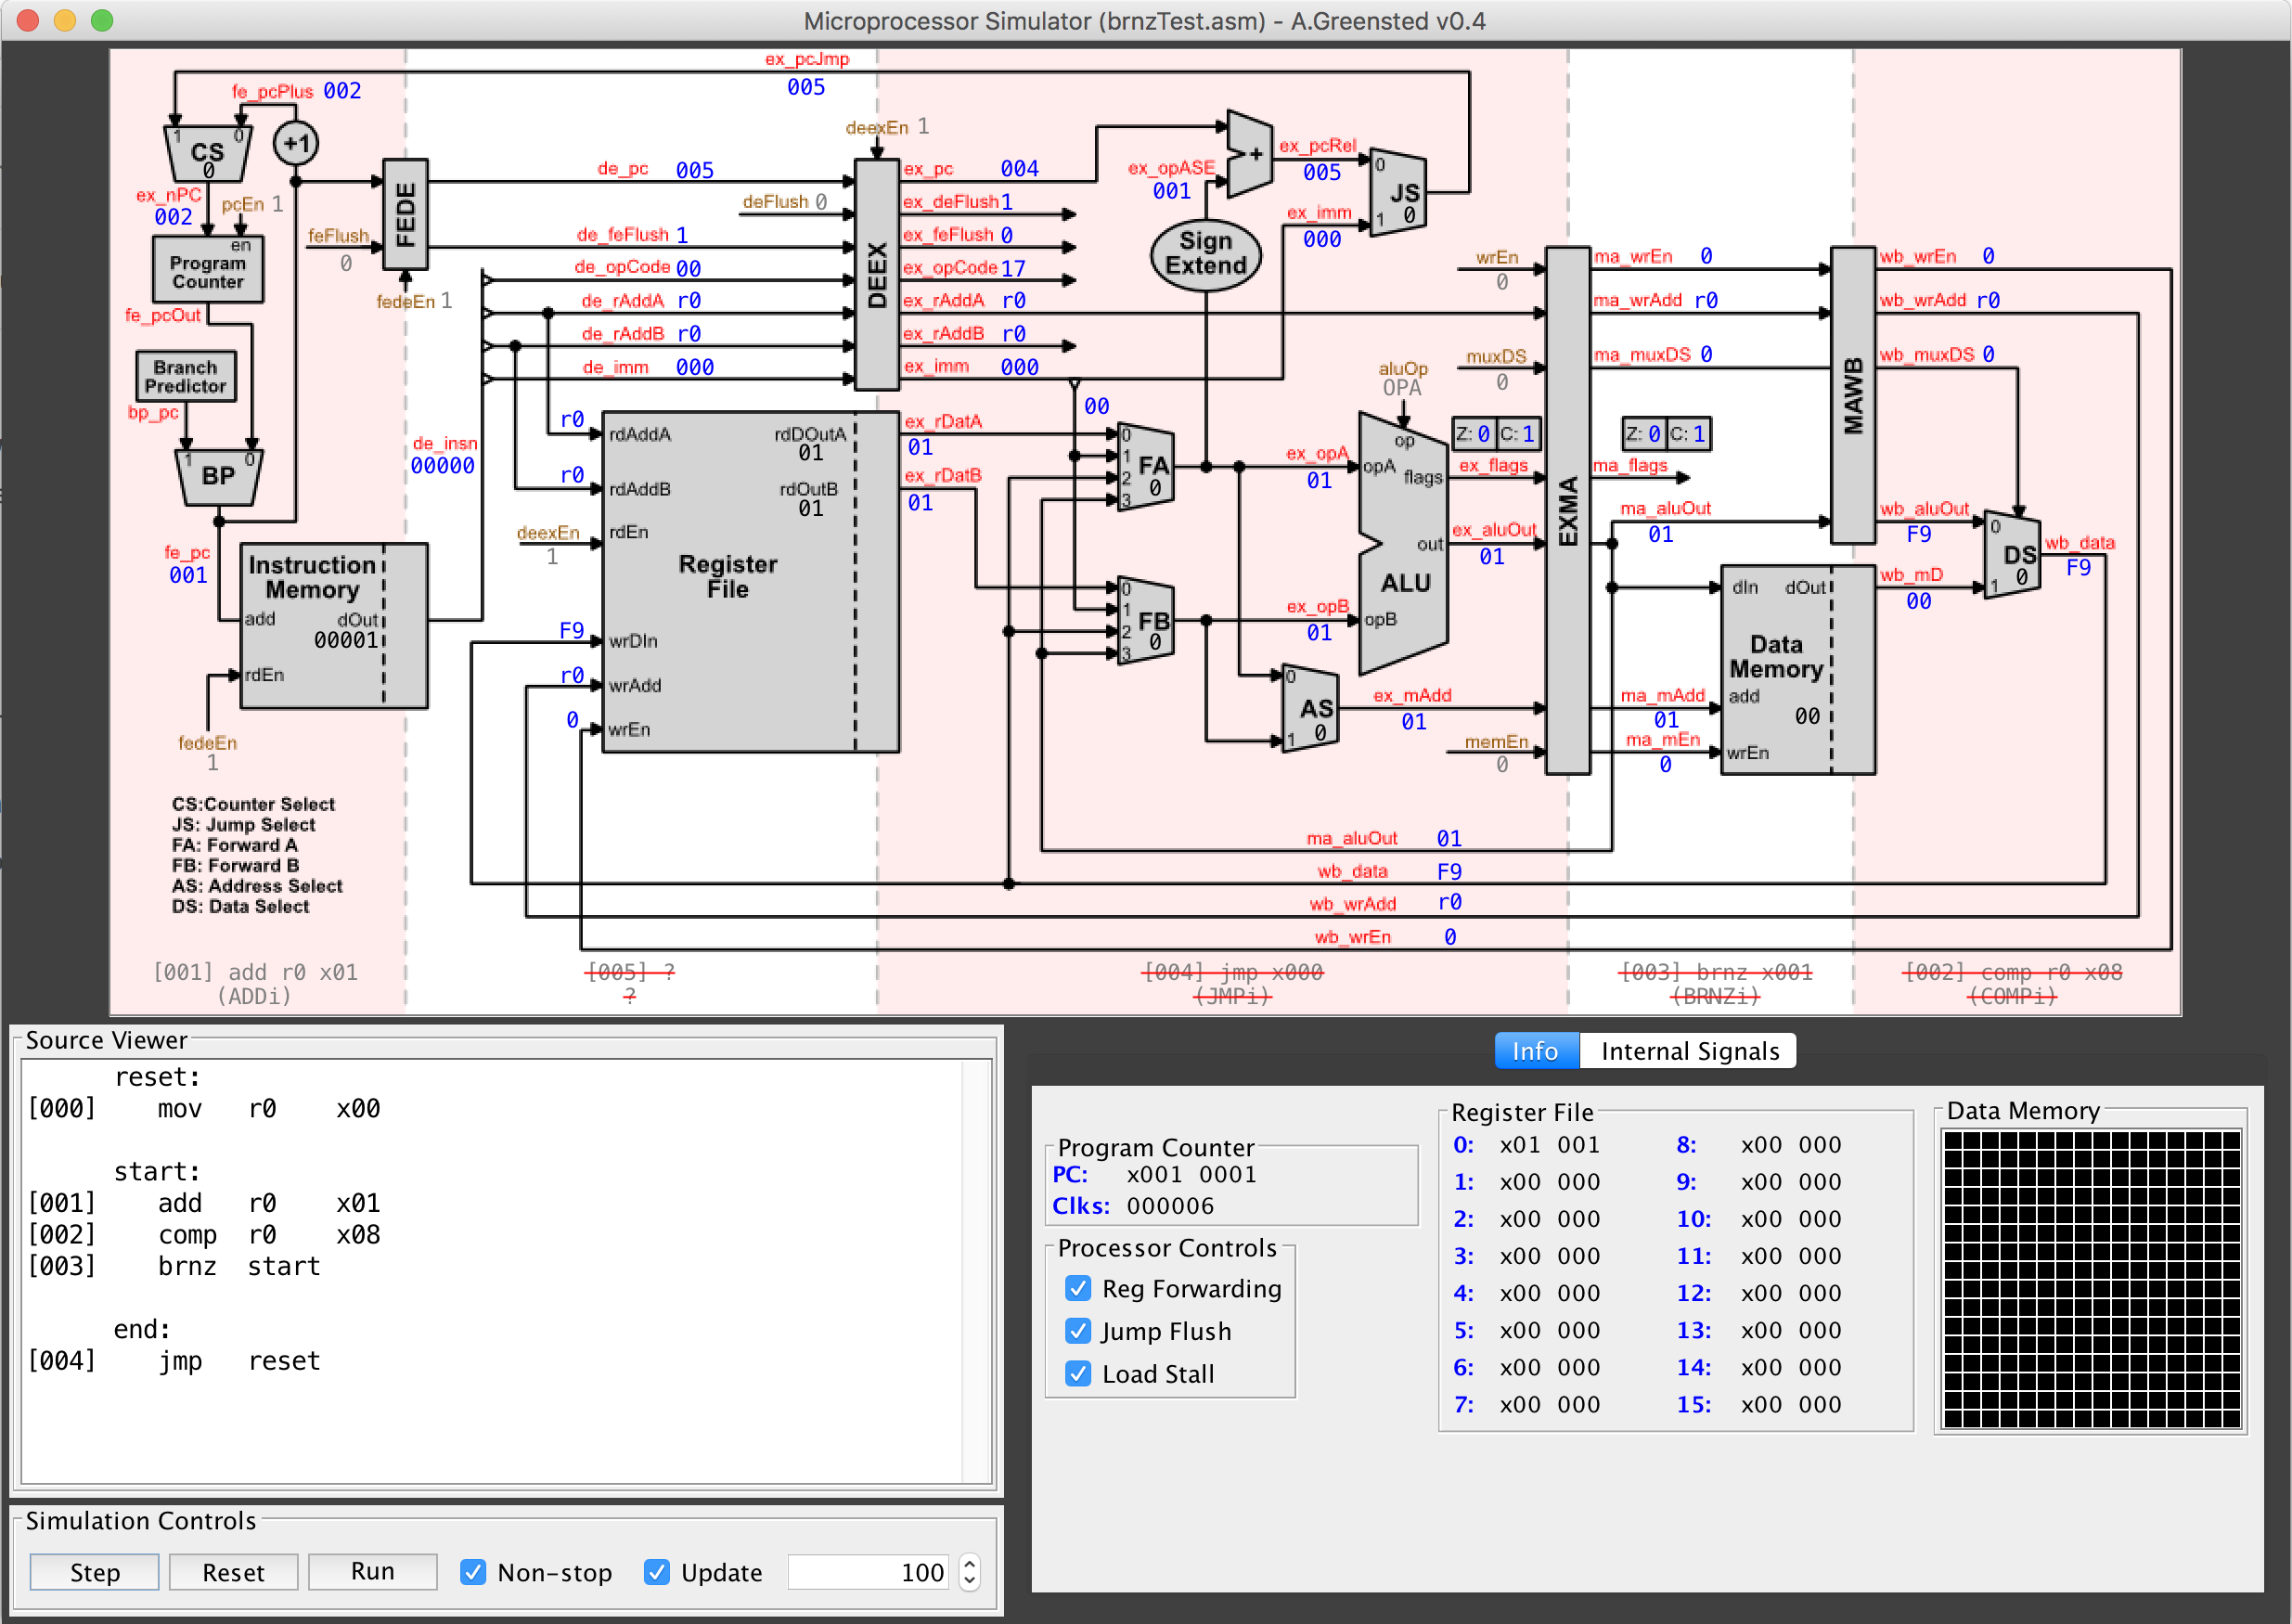 Microprocessor Simulator (brnzTest.asm) - A.Greensted v0.4
ex_pcJmp
005
fe_pcPlus 002
1 0
CS
0
+1
ex_nPC
002
pcEn 1
en
Program
Counter
fe_pcOut
Branch
Predictor
bp_pc
1 0
BP
fe_pc
001
Instruction
Memory
add dOut
00001
rdEn
fedeEn
1
CS:Counter Select
JS: Jump Select
FA: Forward A
FB: Forward B
AS: Address Select
DS: Data Select
feFlush
0
FEDE
fedeEn 1
de_insn
00000
deexEn 1
de_pc 005
deFlush 0
de_feFlush 1
de_opCode 00
de_rAddA r0
de_rAddB r0
de_imm 000
DEEX
ex_pc 004
ex_deFlush 1
ex_feFlush 0
ex_opCode 17
ex_rAddA r0
ex_rAddB r0
ex_imm 000
00
r0 rdAddA rdDOutA
01
r0 rdAddB rdOutB
01
deexEn
1
rdEn
Register
File
F9 wrDIn
r0 wrAdd
0 wrEn
ex_rDatA
01
ex_rDatB
01
ex_opASE
001
+
ex_pcRel
005
ex_imm
000
0
JS
1 0
Sign
Extend
0
1 FA
2 0
3
0
1 FB
2 0
3
ex_opA
01
ex_opB
01
aluOp
OPA
op
opA flags
out
ALU
opB
Z: 0 C: 1
ex_flags
ex_aluOut
01
0
AS
1 0
ex_mAdd
01
memEn
0
wrEn
0
muxDS
0
EXMA
ma_wrEn 0
ma_wrAdd r0
ma_muxDS 0
Z: 0 C: 1
ma_flags
ma_aluOut
01
dIn dOut
Data
Memory
add
00
wrEn
ma_mAdd
01
ma_mEn
0
MAWB
wb_wrEn 0
wb_wrAdd r0
wb_muxDS 0
wb_aluOut
F9
wb_mD
00
0
DS
1 0
wb_data
F9
ma_aluOut 01
wb_data F9
wb_wrAdd r0
wb_wrEn 0
[001] add r0 x01
(ADDi)
[005] ?
?
[004] jmp x000
(JMPi)
[003] brnz x001
(BRNZi)
[002] comp r0 x08
(COMPi)
Source Viewer
reset:
[000] mov r0 x00
start:
[001] add r0 x01
[002] comp r0 x08
[003] brnz start
end:
[004] jmp reset
Simulation Controls
Step Reset Run Non-stop Update 100
Info Internal Signals
Program Counter
PC: x001 0001
Clks: 000006
Processor Controls
Reg Forwarding
Jump Flush
Load Stall
Register File
0: x01 001 8: x00 000
1: x00 000 9: x00 000
2: x00 000 10: x00 000
3: x00 000 11: x00 000
4: x00 000 12: x00 000
5: x00 000 13: x00 000
6: x00 000 14: x00 000
7: x00 000 15: x00 000
Data Memory